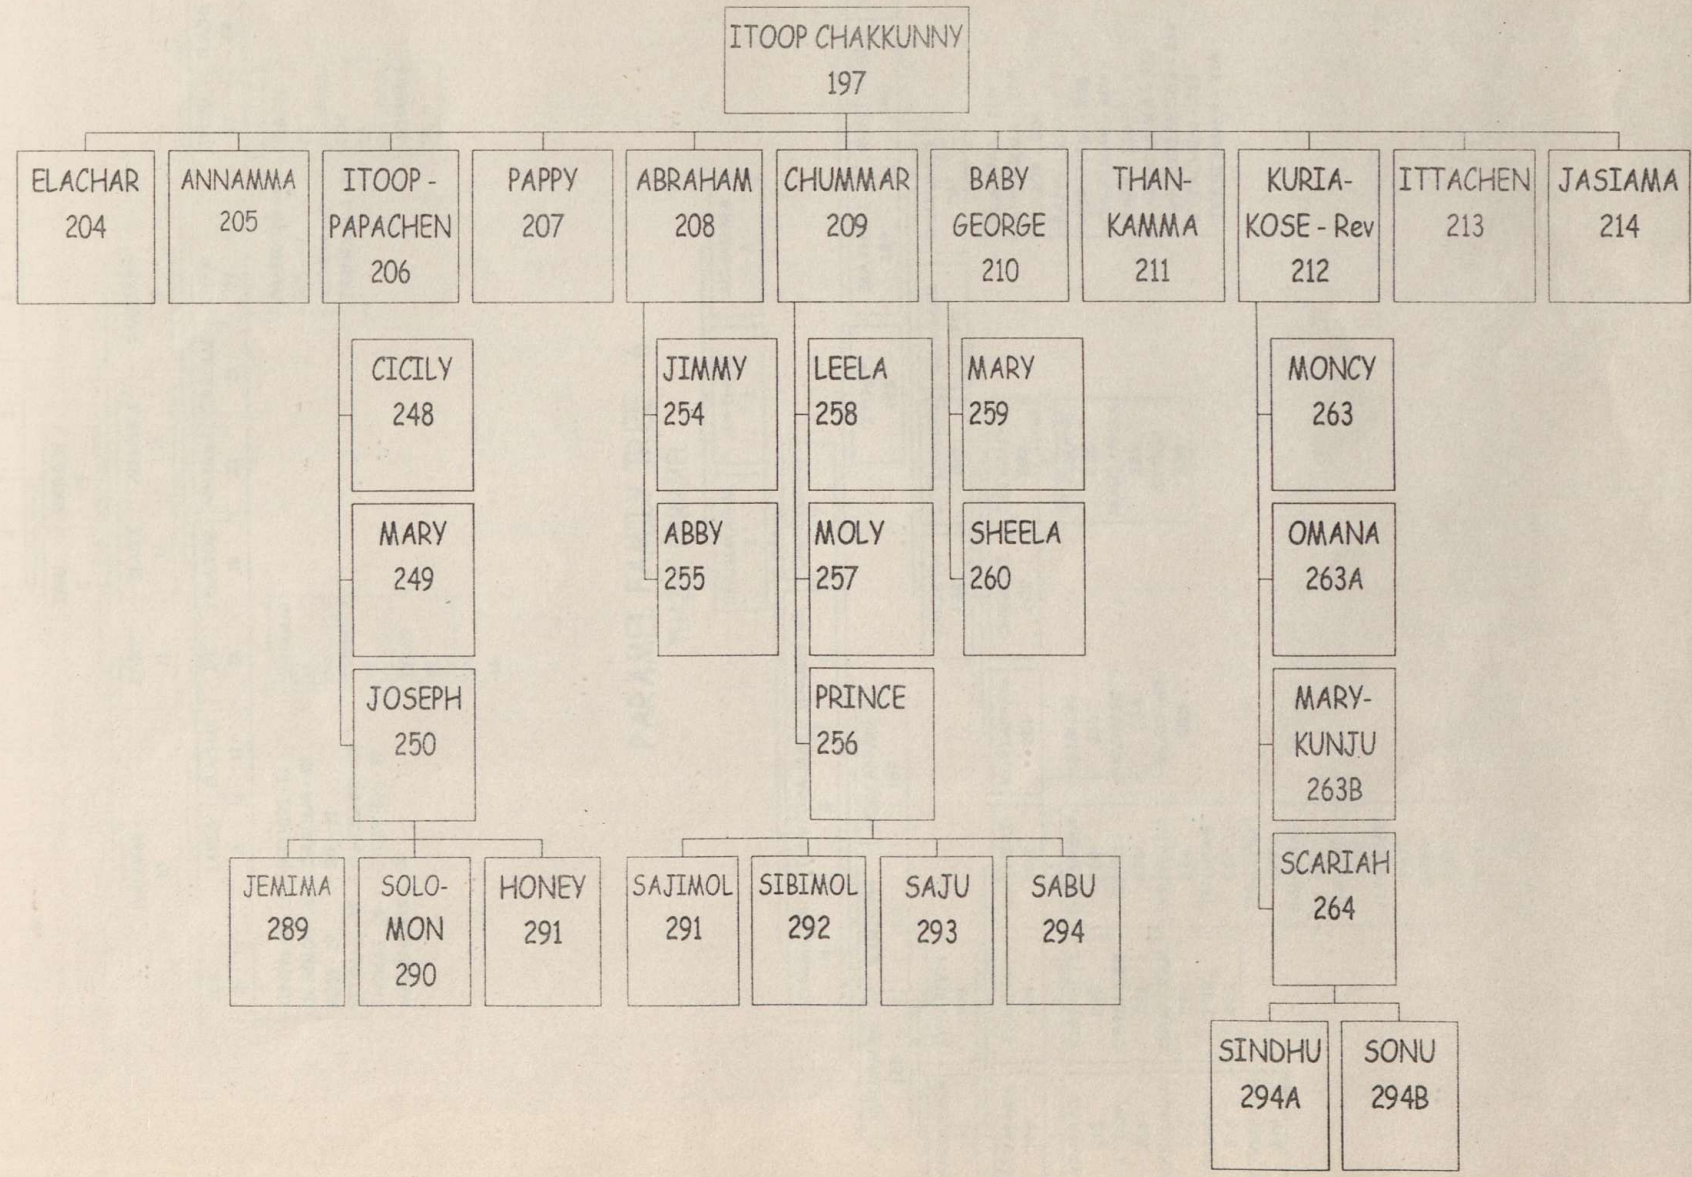 ITOOP CHAKKUNNY
197
ELACHAR
204
ANNAMMA
205
ITOOP -
PAPACHEN
206
PAPPY
207
ABRAHAM
208
CHUMMAR
209
BABY
GEORGE
210
THAN-
KAMMA
211
KURIA-
KOSE - Rev
212
ITTACHEN
213
JASIAMA
214
CICILY
248
MARY
249
JOSEPH
250
JEMIMA
289
SOLO-
MON
290
HONEY
291
JIMMY
254
ABBY
255
LEELA
258
MOLY
257
PRINCE
256
SAJIMOL
291
SIBIMOL
292
SAJU
293
SABU
294
MARY
259
SHEELA
260
MONCY
263
OMANA
263A
MARY-
KUNJU
263B
SCARIAH
264
SINDHU
294A
SONU
294B